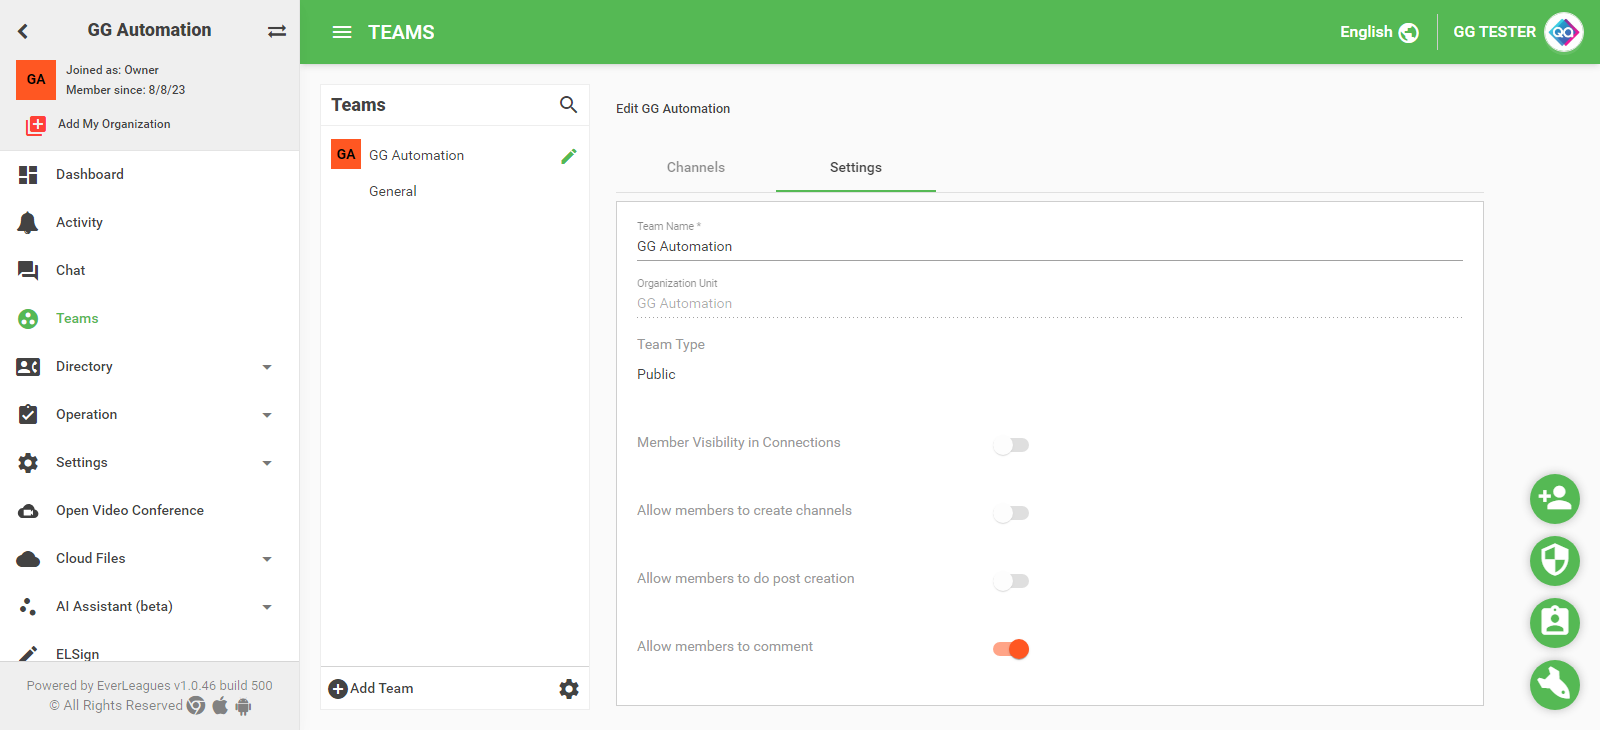 GG Automation
GA
Joined as: Owner
Member since: 8/8/23
Add My Organization
Dashboard
Activity
Chat
Teams
Directory
Operation
Settings
Open Video Conference
Cloud Files
AI Assistant (beta)
ELSign
Powered by EverLeagues v1.0.46 build 500
© All Rights Reserved
TEAMS
English
GG TESTER
QA
Teams
GA
GG Automation
General
Add Team
Edit GG Automation
Channels
Settings
Team Name *
GG Automation
Organization Unit
GG Automation
Team Type
Public
Member Visibility in Connections
Allow members to create channels
Allow members to do post creation
Allow members to comment